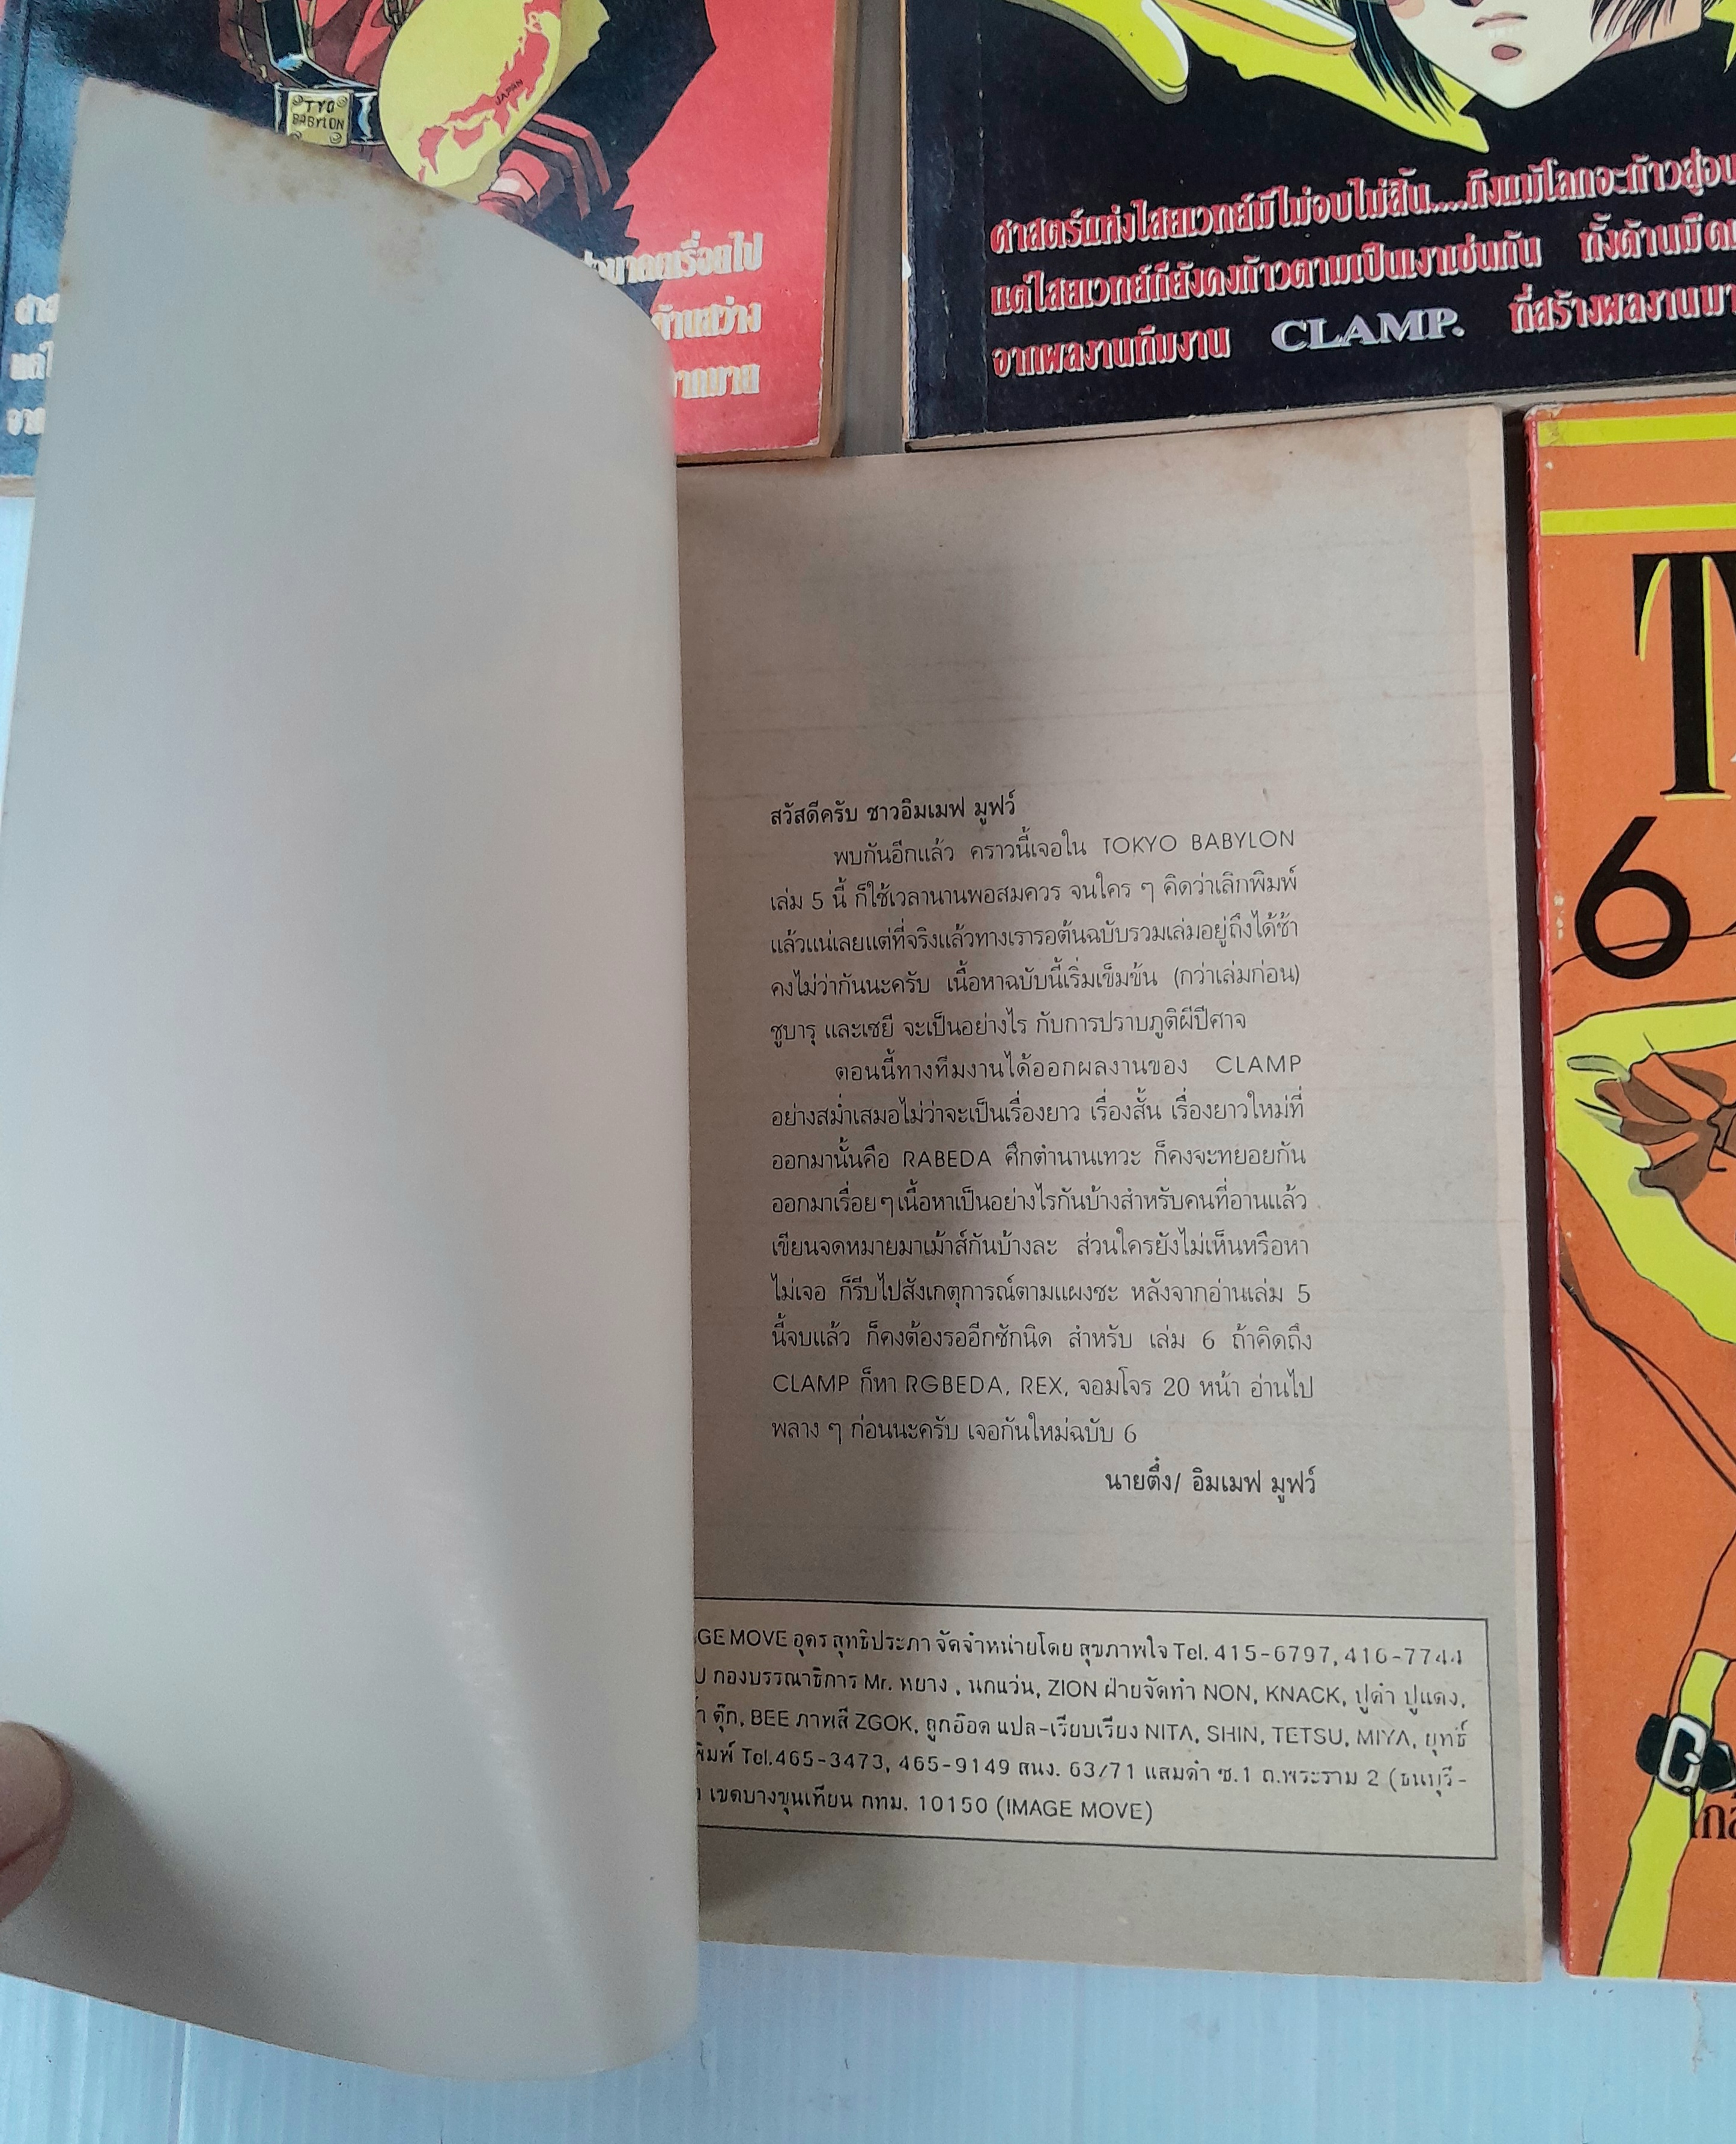 TYO
BABYLON
JAPAN
ด้านสว่าง
ศาสตร์แห่งไสยเวทย์มีไม่จบไม่สิ้น....ถึงแม้โลกจะก้าวสู่
แต่ไสยเวทย์ก็ยังคงก้าวตามเป็นเงาเช่นกัน ทั้งด้านมืด
จากผลงานทีมงาน CLAMP. ที่สร้างผลงาน
สวัสดีครับ ชาวอิมเมฟ มูฟว์
พบกันอีกแล้ว คราวนี้เจอใน TOKYO BABYLON
เล่ม 5 นี้ ก็ใช้เวลานานพอสมควร จนใคร ๆ คิดว่าเลิกพิมพ์
แล้วแน่เลยแต่ที่จริงแล้วทางเรารอต้นฉบับรวมเล่มอยู่ถึงได้ช้า
คงไม่ว่ากันนะครับ เนื้อหาฉบับนี้เริ่มเข็มข้น (กว่าเล่มก่อน)
ซูบารุ และเซยี จะเป็นอย่างไร กับการปราบภูติผีปีศาจ
ตอนนี้ทางทีมงานได้ออกผลงานของ CLAMP
อย่างสม่ำเสมอไม่ว่าจะเป็นเรื่องยาว เรื่องสั้น เรื่องยาวใหม่ที่
ออกมานั้นคือ RABEDA ศึกตำนานเทวะ ก็คงจะทยอยกัน
ออกมาเรื่อยๆเนื้อหาเป็นอย่างไรกันบ้างสำหรับคนที่อานแล้ว
เขียนจดหมายมาเม้าส์กันบ้างละ ส่วนใครยังไม่เห็นหรือหา
ไม่เจอ ก็รีบไปสังเกตุการณ์ตามแผงซะ หลังจากอ่านเล่ม 5
นี้จบแล้ว ก็คงต้องรออีกซักนิด สำหรับ เล่ม 6 ถ้าคิดถึง
CLAMP ก็หา RGBEDA, REX, จอมโจร 20 หน้า อ่านไป
พลาง ๆ ก่อนนะครับ เจอกันใหม่ฉบับ 6
นายตึ๋ง/ อิมเมฟ มูฟว์
GE MOVE อุดร สุทธิประภา จัดจำหน่ายโดย สุขภาพใจ Tel. 415-6797, 416-7744
กองบรรณาธิการ Mr. หยาง , นกแว่น, ZION ฝ่ายจัดทำ NON, KNACK, ปูดำ ปูแดง,
ตุ๊ก, BEE ภาพสี ZGOK, ลูกอ๊อด แปล-เรียบเรียง NITA, SHIN, TETSU, MIYA, ยุทธ์
พิมพ์ Tel.465-3473, 465-9149 สนง. 63/71 แสมดำ ซ.1 ถ.พระราม 2 (ธนบุรี-
เขตบางขุนเทียน กทม. 10150 (IMAGE MOVE)
T
6